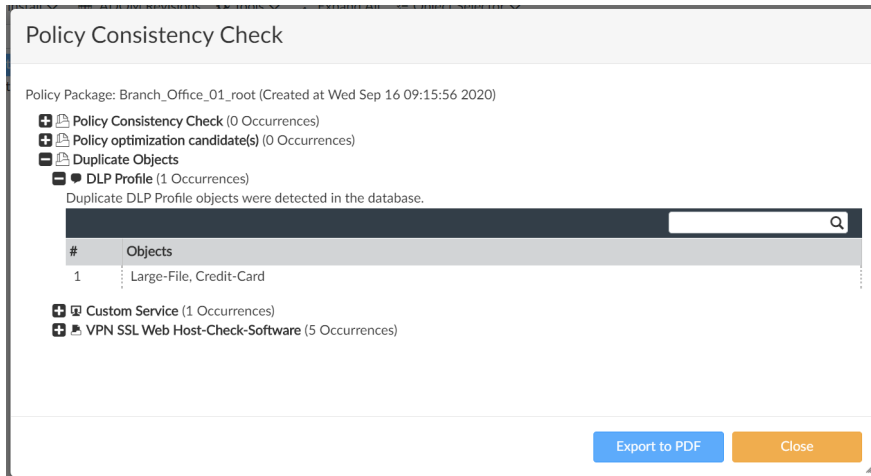 Policy Consistency Check
Policy Package: Branch_Office_01_root (Created at Wed Sep 16 09:15:56 2020)
Policy Consistency Check (0 Occurrences)
Policy optimization candidate(s) (0 Occurrences)
Duplicate Objects
DLP Profile (1 Occurrences)
Duplicate DLP Profile objects were detected in the database.
# Objects
1 Large-File, Credit-Card
Custom Service (1 Occurrences)
VPN SSL Web Host-Check-Software (5 Occurrences)
Export to PDF Close